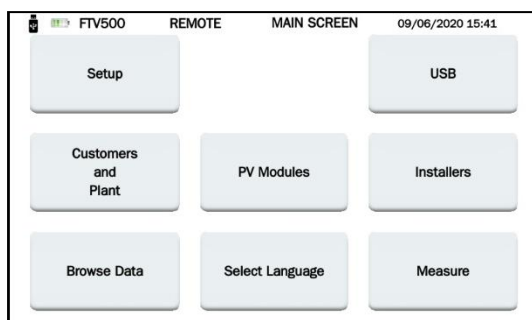 FTV500 REMOTE MAIN SCREEN 09/06/2020 15:41
Setup
USB
Customers
and
Plant
PV Modules
Installers
Browse Data
Select Language
Measure